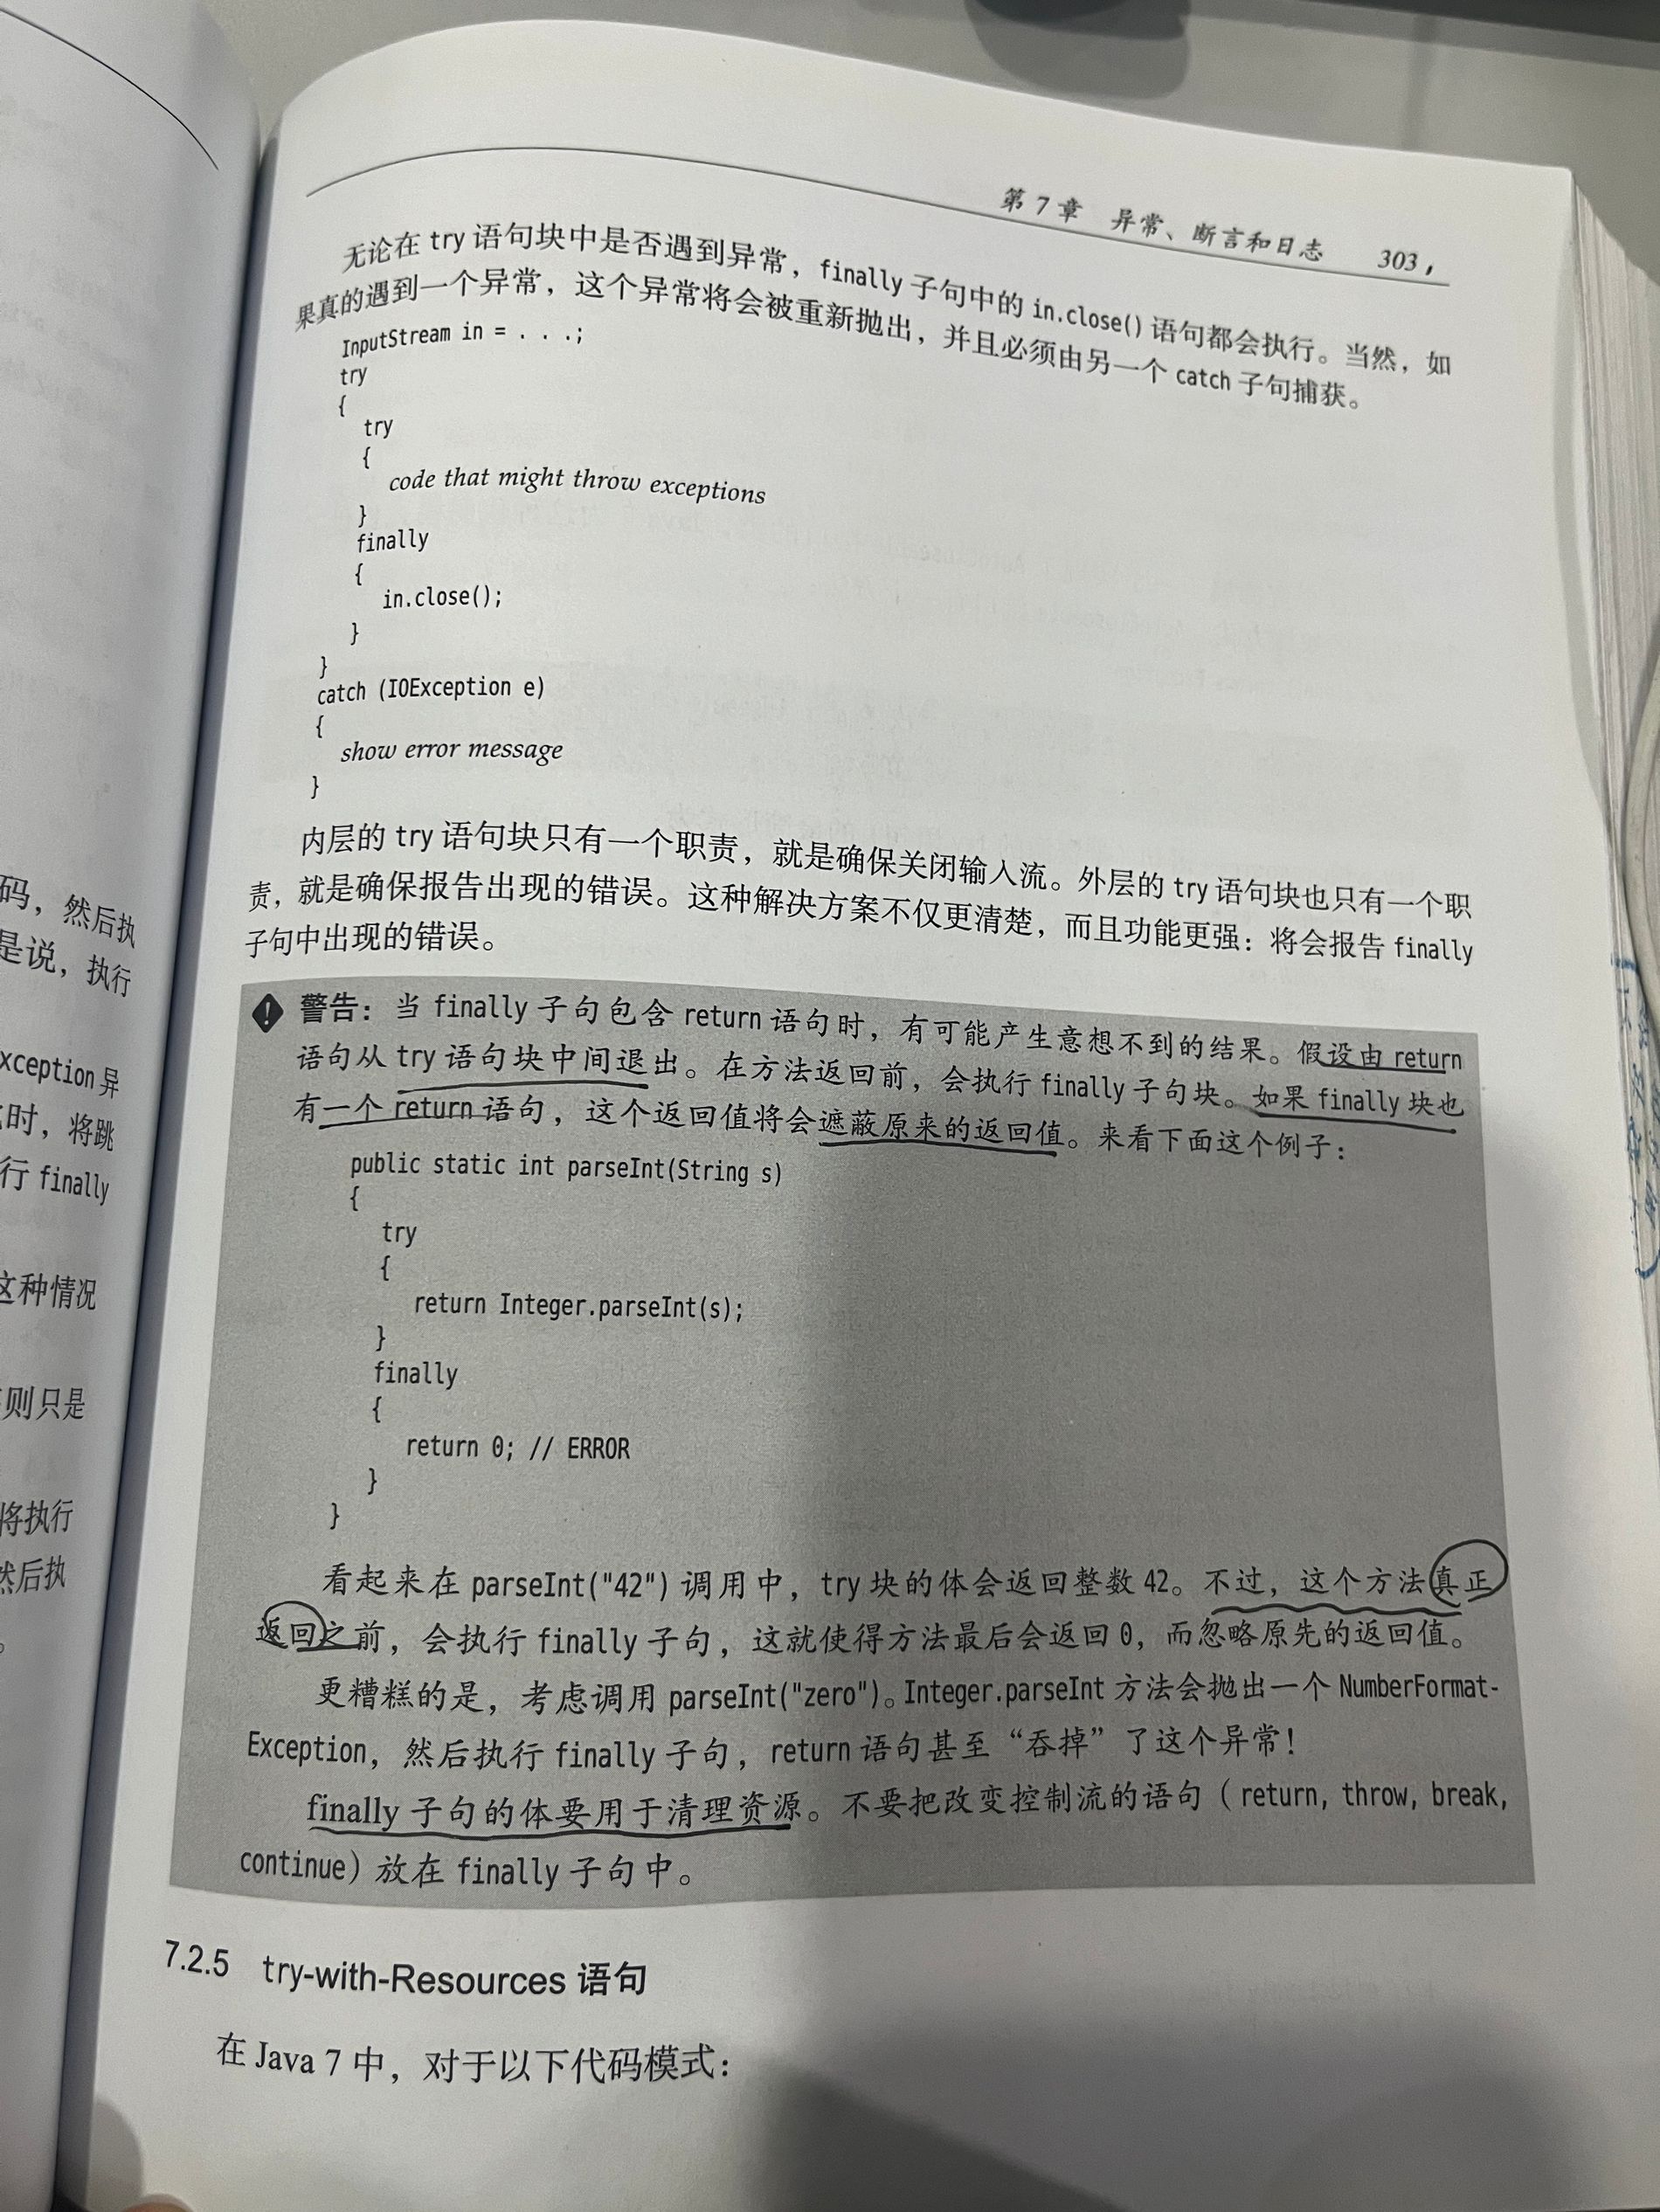 码，然后执
是说，执行
xception 异
时，将跳
行 finally
这种情况
则只是
将执行
然后执
。
第 7 章 异常、断言和日志 303
无论在 try 语句块中是否遇到异常，finally 子句中的 in.close() 语句都会执行。当然，如
果真的遇到一个异常，这个异常将会被重新抛出，并且必须由另一个 catch 子句捕获。
InputStream in = . . .;
try
{
try
{
code that might throw exceptions
}
finally
{
in.close();
}
}
catch (IOException e)
{
show error message
}
内层的 try 语句块只有一个职责，就是确保关闭输入流。外层的 try 语句块也只有一个职
责，就是确保报告出现的错误。这种解决方案不仅更清楚，而且功能更强：将会报告 finally
子句中出现的错误。
警告：当 finally 子句包含 return 语句时，有可能产生意想不到的结果。假设由 return
语句从 try 语句块中间退出。在方法返回前，会执行 finally 子句块。如果 finally 块也
有一个 return 语句，这个返回值将会遮蔽原来的返回值。来看下面这个例子：
public static int parseInt(String s)
{
try
{
return Integer.parseInt(s);
}
finally
{
return 0; // ERROR
}
}
看起来在 parseInt("42") 调用中，try 块的体会返回整数 42。不过，这个方法真正
返回之前，会执行 finally 子句，这就使得方法最后会返回 0，而忽略原先的返回值。
更糟糕的是，考虑调用 parseInt("zero")。Integer.parseInt 方法会抛出一个 NumberFormat-
Exception，然后执行 finally 子句，return 语句甚至“吞掉”了这个异常！
finally 子句的体要用于清理资源。不要把改变控制流的语句（return, throw, break,
continue）放在 finally 子句中。
7.2.5 try-with-Resources 语句
在 Java 7 中，对于以下代码模式：